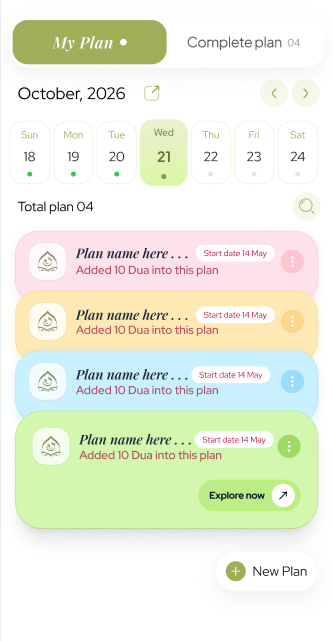 My Plan
Complete plan 04
October, 2026
Sun Mon Tue Wed Thu Fri Sat
18 19 20 21 22 23 24
Total plan 04
Plan name here . . . Start date 14 May
Added 10 Dua into this plan
Plan name here . . . Start date 14 May
Added 10 Dua into this plan
Plan name here . . . Start date 14 May
Added 10 Dua into this plan
Plan name here . . . Start date 14 May
Added 10 Dua into this plan
Explore now
New Plan